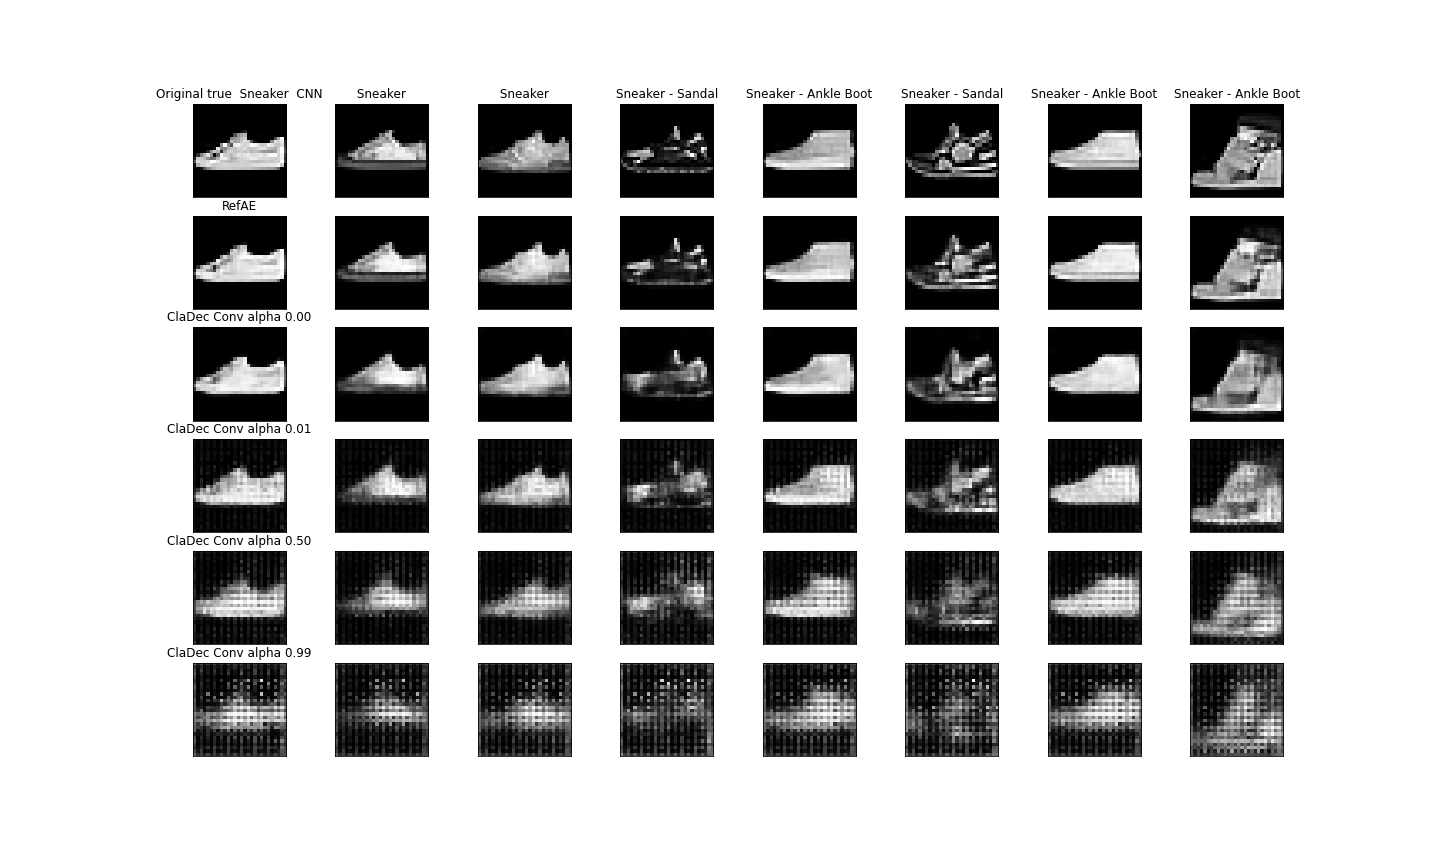 Original true  Sneaker  CNN
Sneaker
Sneaker
Sneaker - Sandal
Sneaker - Ankle Boot
Sneaker - Sandal
Sneaker - Ankle Boot
Sneaker - Ankle Boot
RefAE
ClaDec Conv alpha 0.00
ClaDec Conv alpha 0.01
ClaDec Conv alpha 0.50
ClaDec Conv alpha 0.99